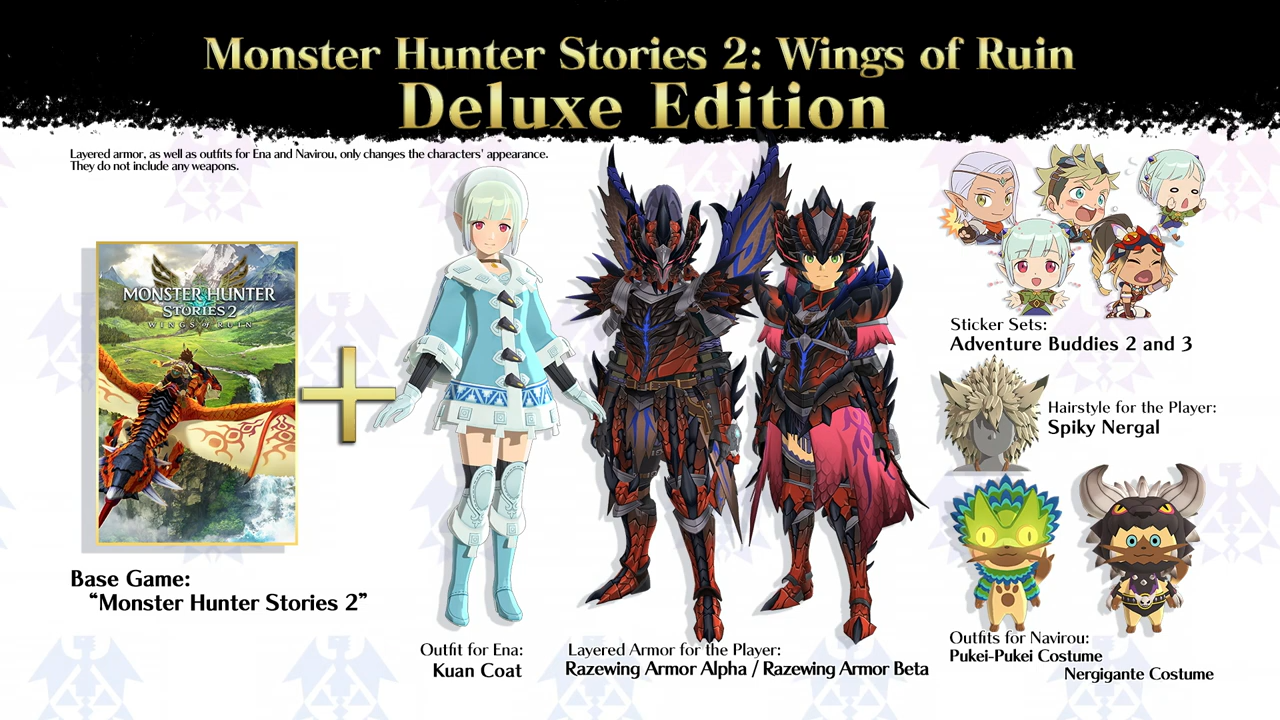 Monster Hunter Stories 2: Wings of Ruin
Deluxe Edition
Layered armor, as well as outfits for Ena and Navirou, only changes the characters' appearance.
They do not include any weapons.
MONSTER HUNTER
STORIES 2
WINGS of RUIN
Base Game:
“Monster Hunter Stories 2”
Outfit for Ena:
Kuan Coat
Layered Armor for the Player:
Razewing Armor Alpha / Razewing Armor Beta
Sticker Sets:
Adventure Buddies 2 and 3
Hairstyle for the Player:
Spiky Nergal
Outfits for Navirou:
Pukei-Pukei Costume
Nergigante Costume